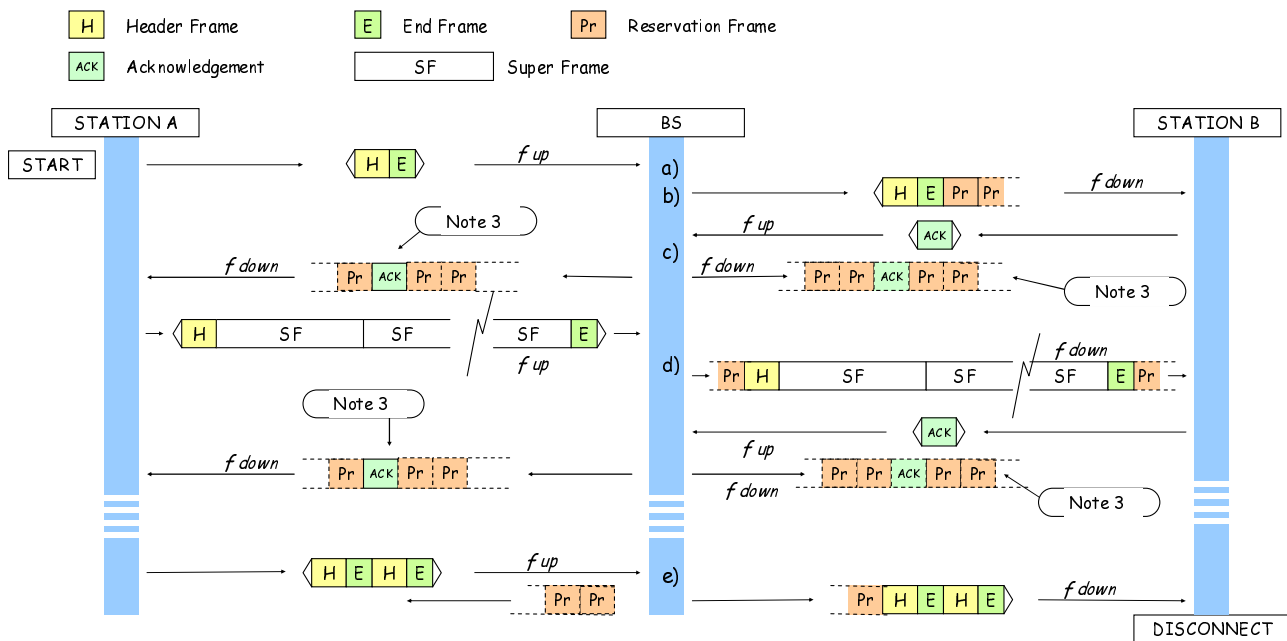 H Header Frame E End Frame Pr Reservation Frame
ACK Acknowledgement SF Super Frame
STATION A BS STATION B
START H E f up a)
b) H E Pr Pr f down
Note 3 f up ACK
c)
f down Pr ACK Pr Pr f down Pr Pr ACK Pr Pr
Note 3
H SF SF SF E
f up
d) f down
Pr H SF SF SF E Pr
Note 3
ACK
f up
f down Pr ACK Pr Pr Pr Pr ACK Pr Pr
f down
Note 3
H E H E f up e)
Pr Pr Pr H E H E f down
DISCONNECT